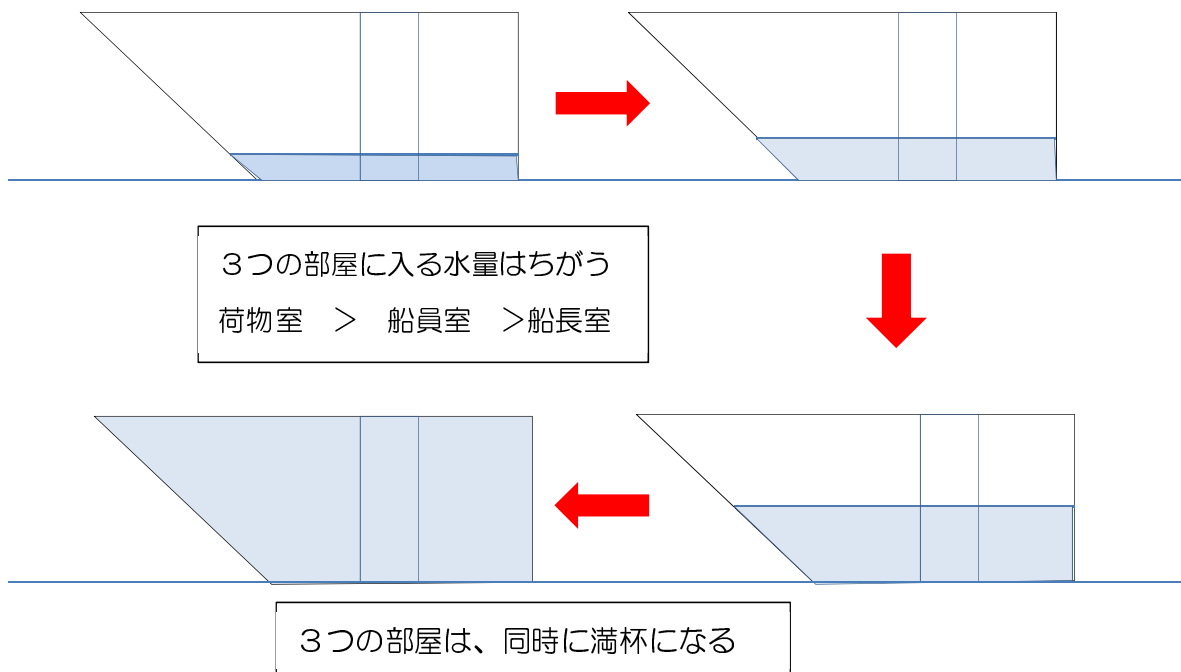 ３つの部屋に入る水量はちがう
荷物室　＞　船員室　＞船長室
３つの部屋は、同時に満杯になる